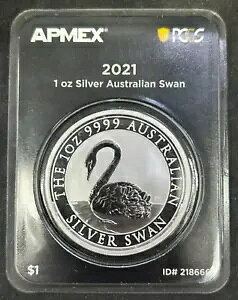 APMEX® PCGS
2021
1 oz Silver Australian Swan
THE 1OZ 9999 AUSTRALIAN
SILVER SWAN
$1
ID# 218666